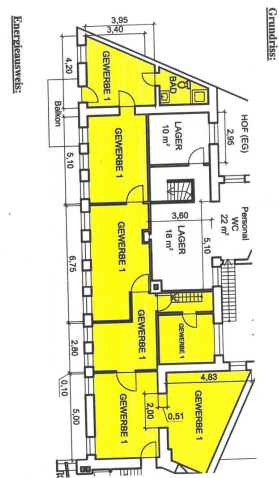 Grundriss:
Energieausweis:
3,95
3,40
4,20
GEWERBE 1
BAD
HOF (EG)
2,95
LAGER
10 m²
Balkon
5,10
GEWERBE 1
Personal
WC
22 m²
3,60
5,10
LAGER
18 m²
GEWERBE 1
6,75
GEWERBE 1
GEWERBE 1
2,80
0,10
5,00
GEWERBE 1
2,00
0,51
4,83
GEWERBE 1